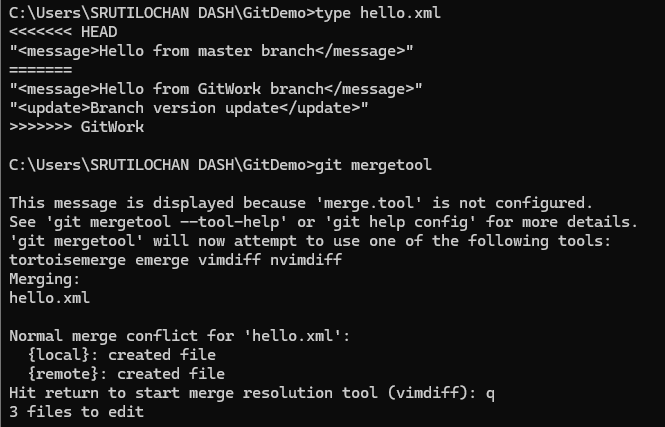 C:\Users\SRUTILOCHAN DASH\GitDemo>type hello.xml
<<<<<<< HEAD
"<message>Hello from master branch</message>"
=======
"<message>Hello from GitWork branch</message>"
"<update>Branch version update</update>"
>>>>>>> GitWork
C:\Users\SRUTILOCHAN DASH\GitDemo>git mergetool
This message is displayed because 'merge.tool' is not configured.
See 'git mergetool --tool-help' or 'git help config' for more details.
'git mergetool' will now attempt to use one of the following tools:
tortoisemerge emerge vimdiff nvimdiff
Merging:
hello.xml
Normal merge conflict for 'hello.xml':
  {local}: created file
  {remote}: created file
Hit return to start merge resolution tool (vimdiff): q
3 files to edit